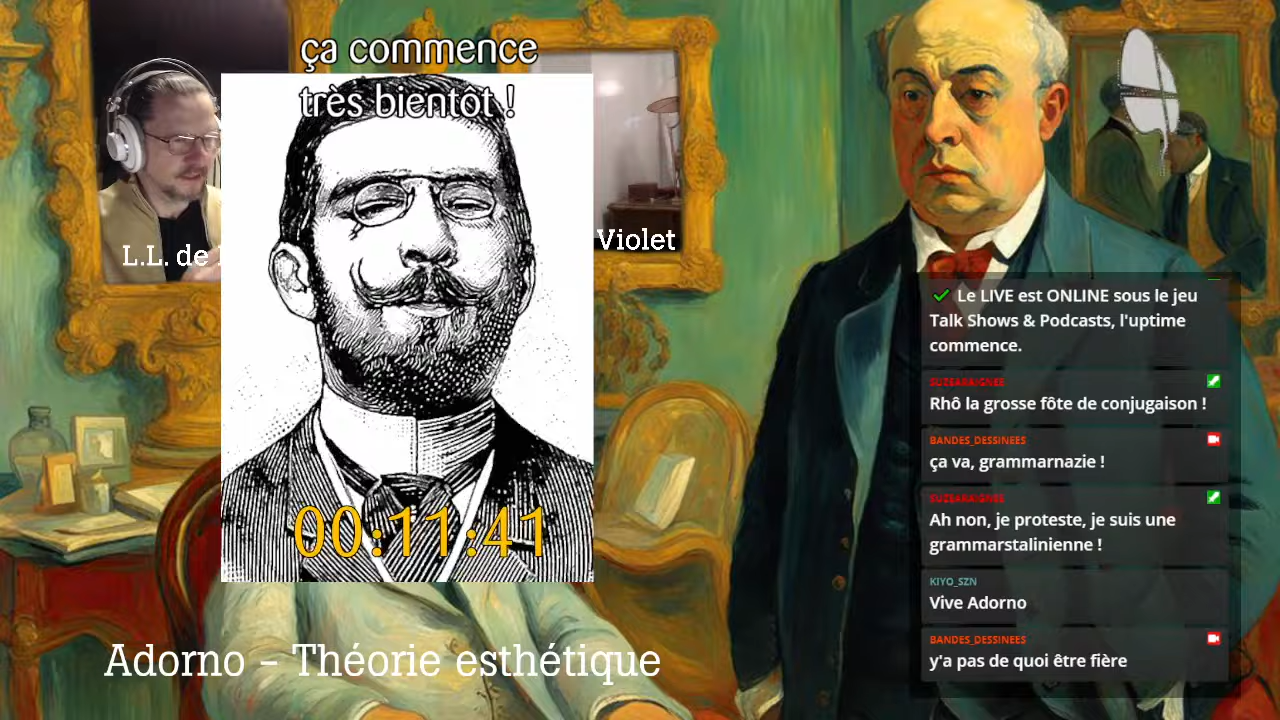 ça commence
très bientôt !
L.L. de
Violet
00:11:41
Adorno – Théorie esthétique
Le LIVE est ONLINE sous le jeu
Talk Shows & Podcasts, l'uptime
commence.
SUZEARAIGNEE
Rhô la grosse fôte de conjugaison !
BANDES_DESSINEES
ça va, grammarnazie !
SUZEARAIGNEE
Ah non, je proteste, je suis une
grammarstalinienne !
KIYO_SZN
Vive Adorno
BANDES_DESSINEES
y'a pas de quoi être fière